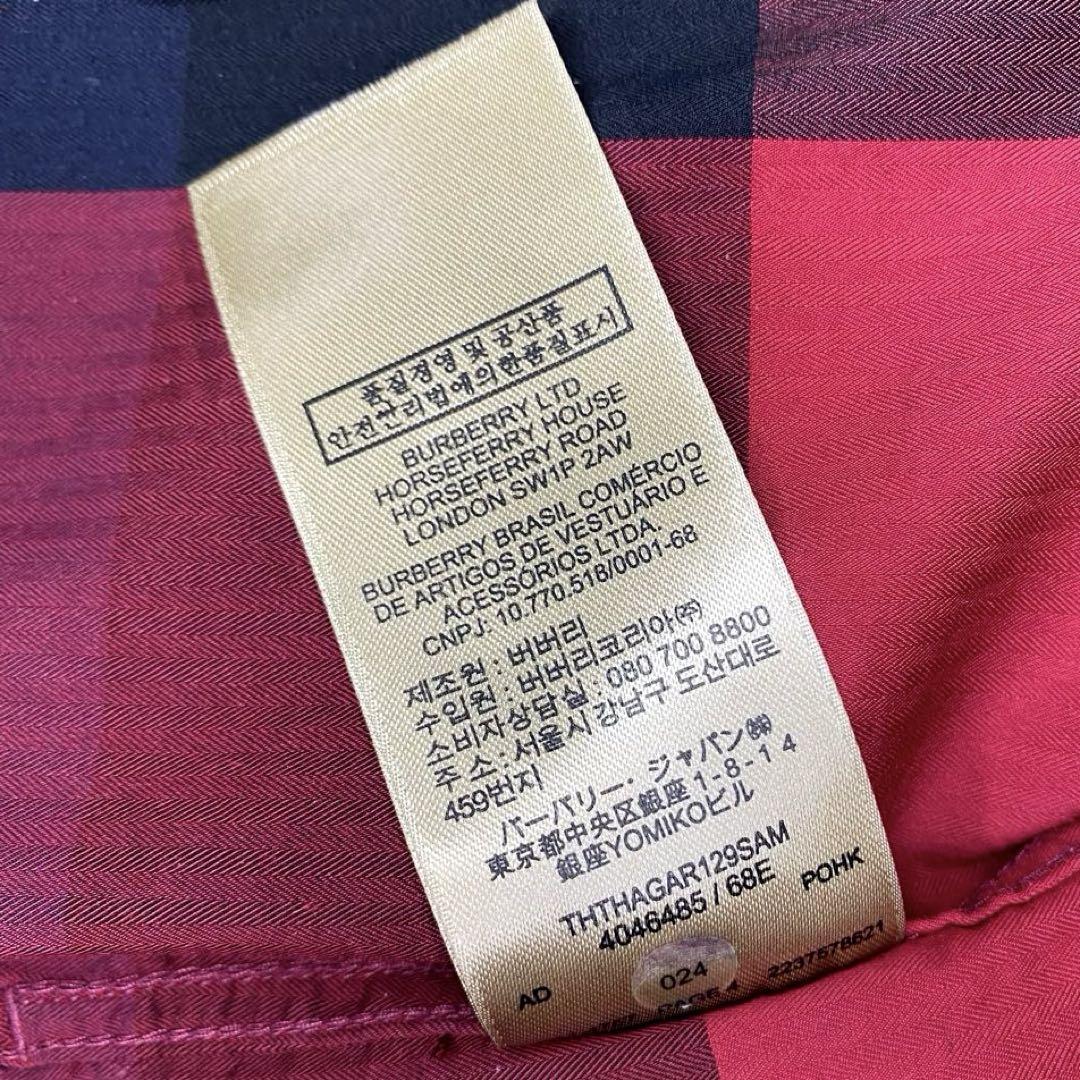 품질경영 및 공산품
안전관리법에의한품질표시
BURBERRY LTD
HORSEFERRY HOUSE
HORSEFERRY ROAD
LONDON SW1P 2AW
BURBERRY BRASIL COMÉRCIO
DE ARTIGOS DE VESTUÁRIO E
ACESSÓRIOS LTDA.
CNPJ: 10.770.518/0001-68
제조원 : 버버리
수입원 : 버버리코리아(주)
소비자상담실 : 080 700 8800
주 소 : 서울시 강남구 도산대로
459번지
バーバリー・ジャパン㈱
東京都中央区銀座1-8-14
銀座YOMIKOビル
THTHAGAR129SAM
4046485 / 68E
POHK
AD
024
2237578621
PAGE 4